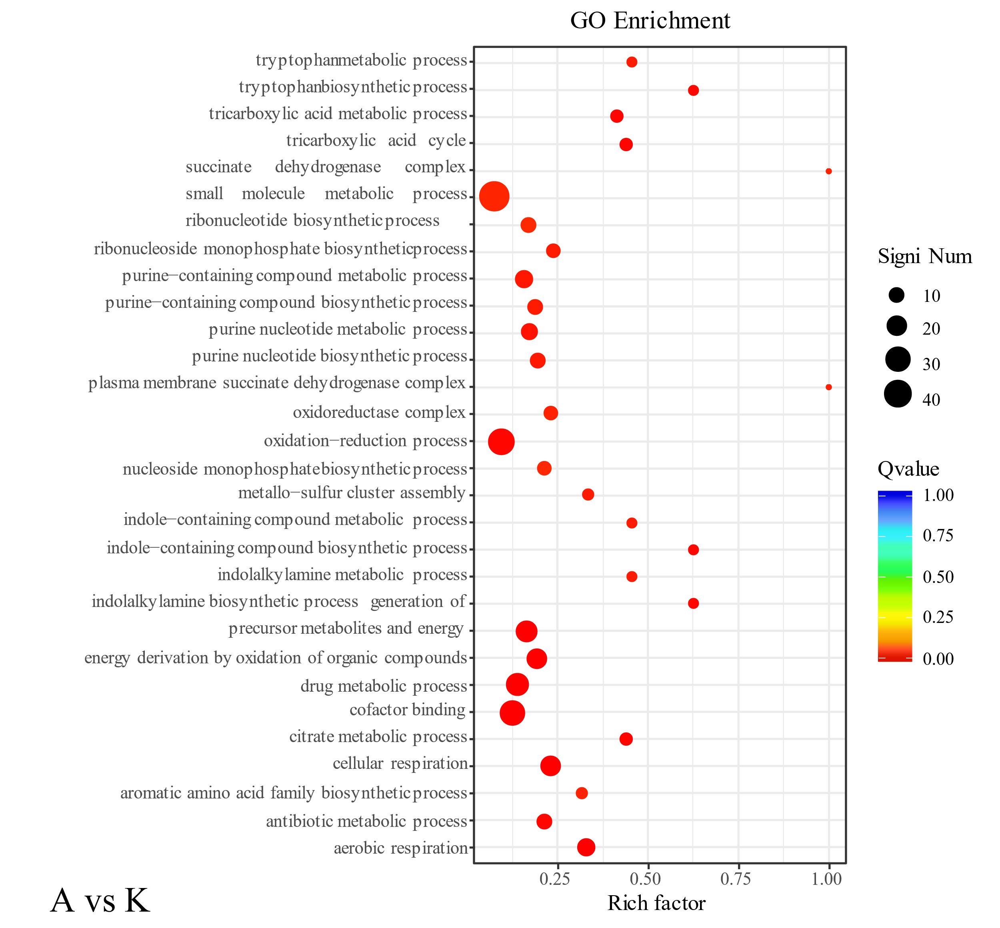 GO Enrichment
tryptophanmetabolic process
tryptophanbiosynthetic process
tricarboxylic acid metabolic process
tricarboxylic acid cycle
succinate dehydrogenase complex
small molecule metabolic process
ribonucleotide biosynthetic process
ribonucleoside monophosphate biosyntheticprocess
purine−containing compound metabolic process
purine−containing compound biosynthetic process
purine nucleotide metabolic process
purine nucleotide biosynthetic process
plasma membrane succinate dehydrogenase complex
oxidoreductase complex
oxidation−reduction process
nucleoside monophosphatebiosynthetic process
metallo−sulfur cluster assembly
indole−containing compound metabolic process
indole−containing compound biosynthetic process
indolalkylamine metabolic process
indolalkylamine biosynthetic process generation of
precursor metabolites and energy
energy derivation by oxidation of organic compounds
drug metabolic process
cofactor binding
citrate metabolic process
cellular respiration
aromatic amino acid family biosynthetic process
antibiotic metabolic process
aerobic respiration
0.25 0.50 0.75 1.00
Rich factor
A vs K
Signi Num
10
20
30
40
Qvalue
1.00
0.75
0.50
0.25
0.00